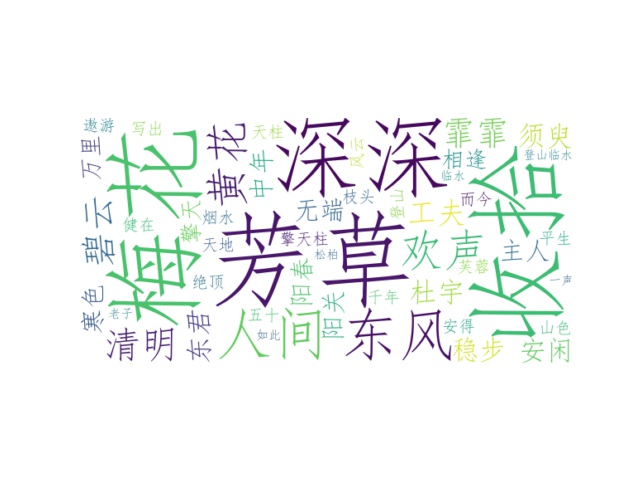 遨游
写出
万里
梅花
黄花
天柱
中年
深深
风云
霏霏
须臾
相逢
登山临水
临水
收拾
碧云
健在
擎天
烟水
无端
枝头
登山
工夫
而今
天地
擎天柱
松柏
芳草
欢声
主人
平生
芙蓉
一声
寒色
绝顶
阳春
千年
杜宇
老子
清明
东君
五十
如此
人间
阳关
东风
安得
山色
稳步
安闲